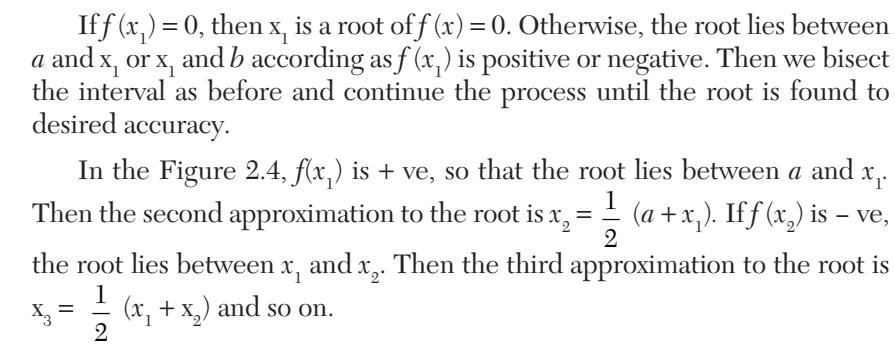 If f (x₁) = 0, then x₁ is a root of f (x) = 0. Otherwise, the root lies between
a and x₁ or x₁ and b according as f (x₁) is positive or negative. Then we bisect
the interval as before and continue the process until the root is found to
desired accuracy.
In the Figure 2.4, f(x₁) is + ve, so that the root lies between a and x₁.
Then the second approximation to the root is x₂ = 1/2 (a + x₁). If f (x₂) is – ve,
the root lies between x₁ and x₂. Then the third approximation to the root is
x₃ = 1/2 (x₁ + x₂) and so on.